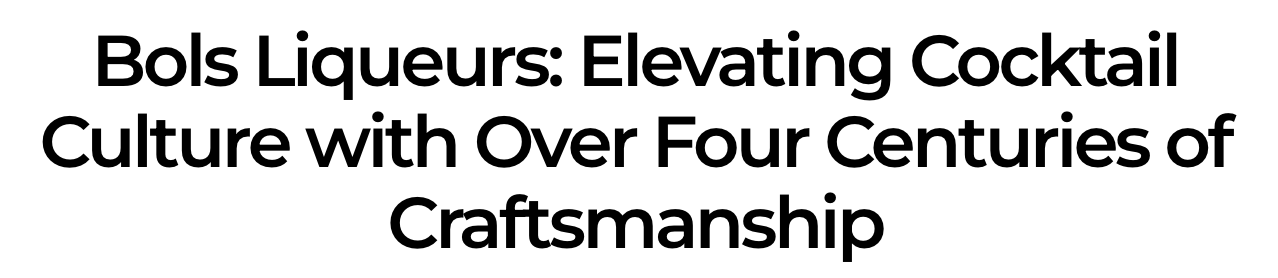 Bols Liqueurs: Elevating Cocktail
Culture with Over Four Centuries of
Craftsmanship